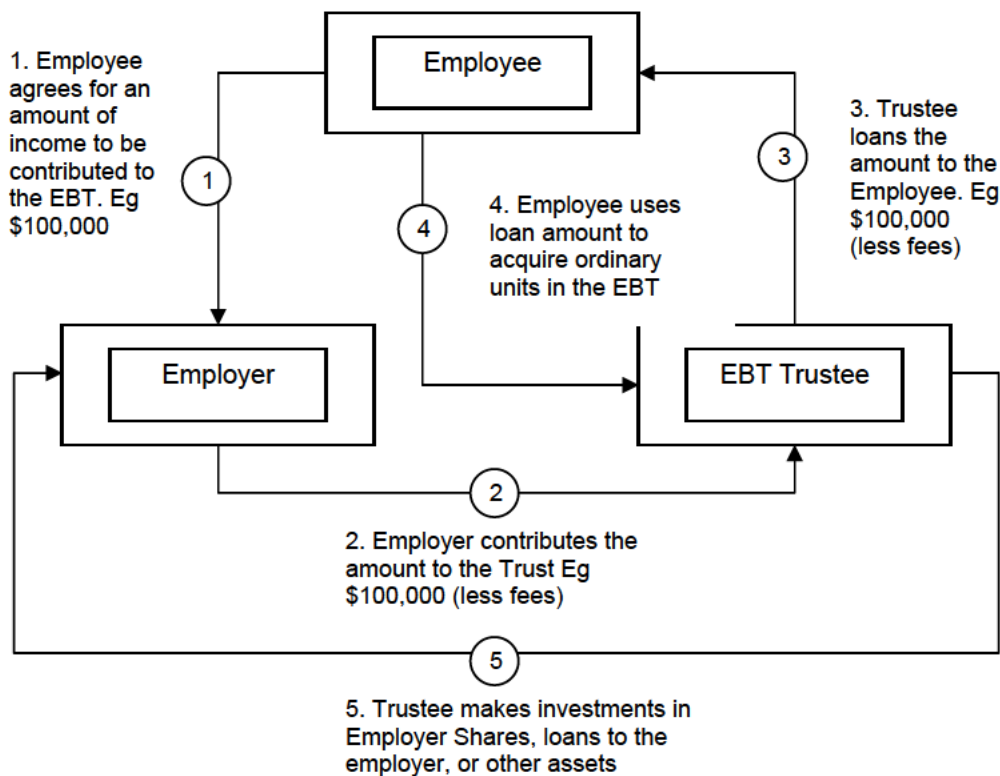 Employee
1. Employee
agrees for an
amount of
income to be
contributed to
the EBT. Eg
$100,000
1
3
3. Trustee
loans the
amount to the
Employee. Eg
$100,000
(less fees)
4
4. Employee uses
loan amount to
acquire ordinary
units in the EBT
Employer
EBT Trustee
2
2. Employer contributes the
amount to the Trust Eg
$100,000 (less fees)
5
5. Trustee makes investments in
Employer Shares, loans to the
employer, or other assets